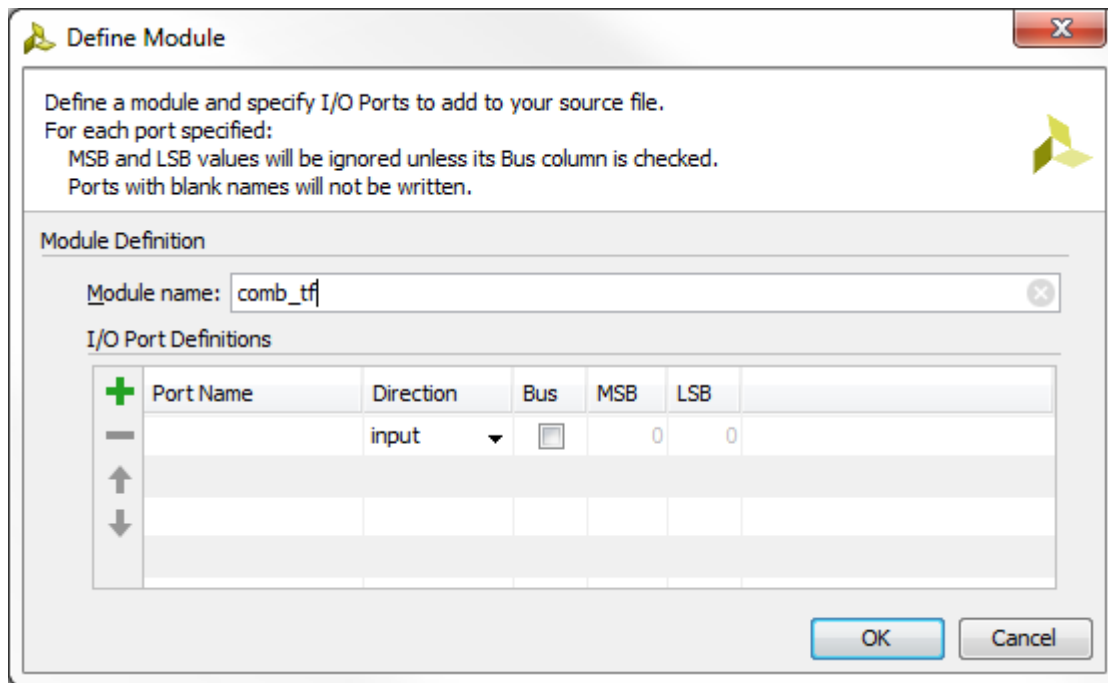 Define Module
Define a module and specify I/O Ports to add to your source file.
For each port specified:
MSB and LSB values will be ignored unless its Bus column is checked.
Ports with blank names will not be written.
Module Definition
Module name: comb_tf
I/O Port Definitions
Port Name Direction Bus MSB LSB
input 0 0
OK Cancel